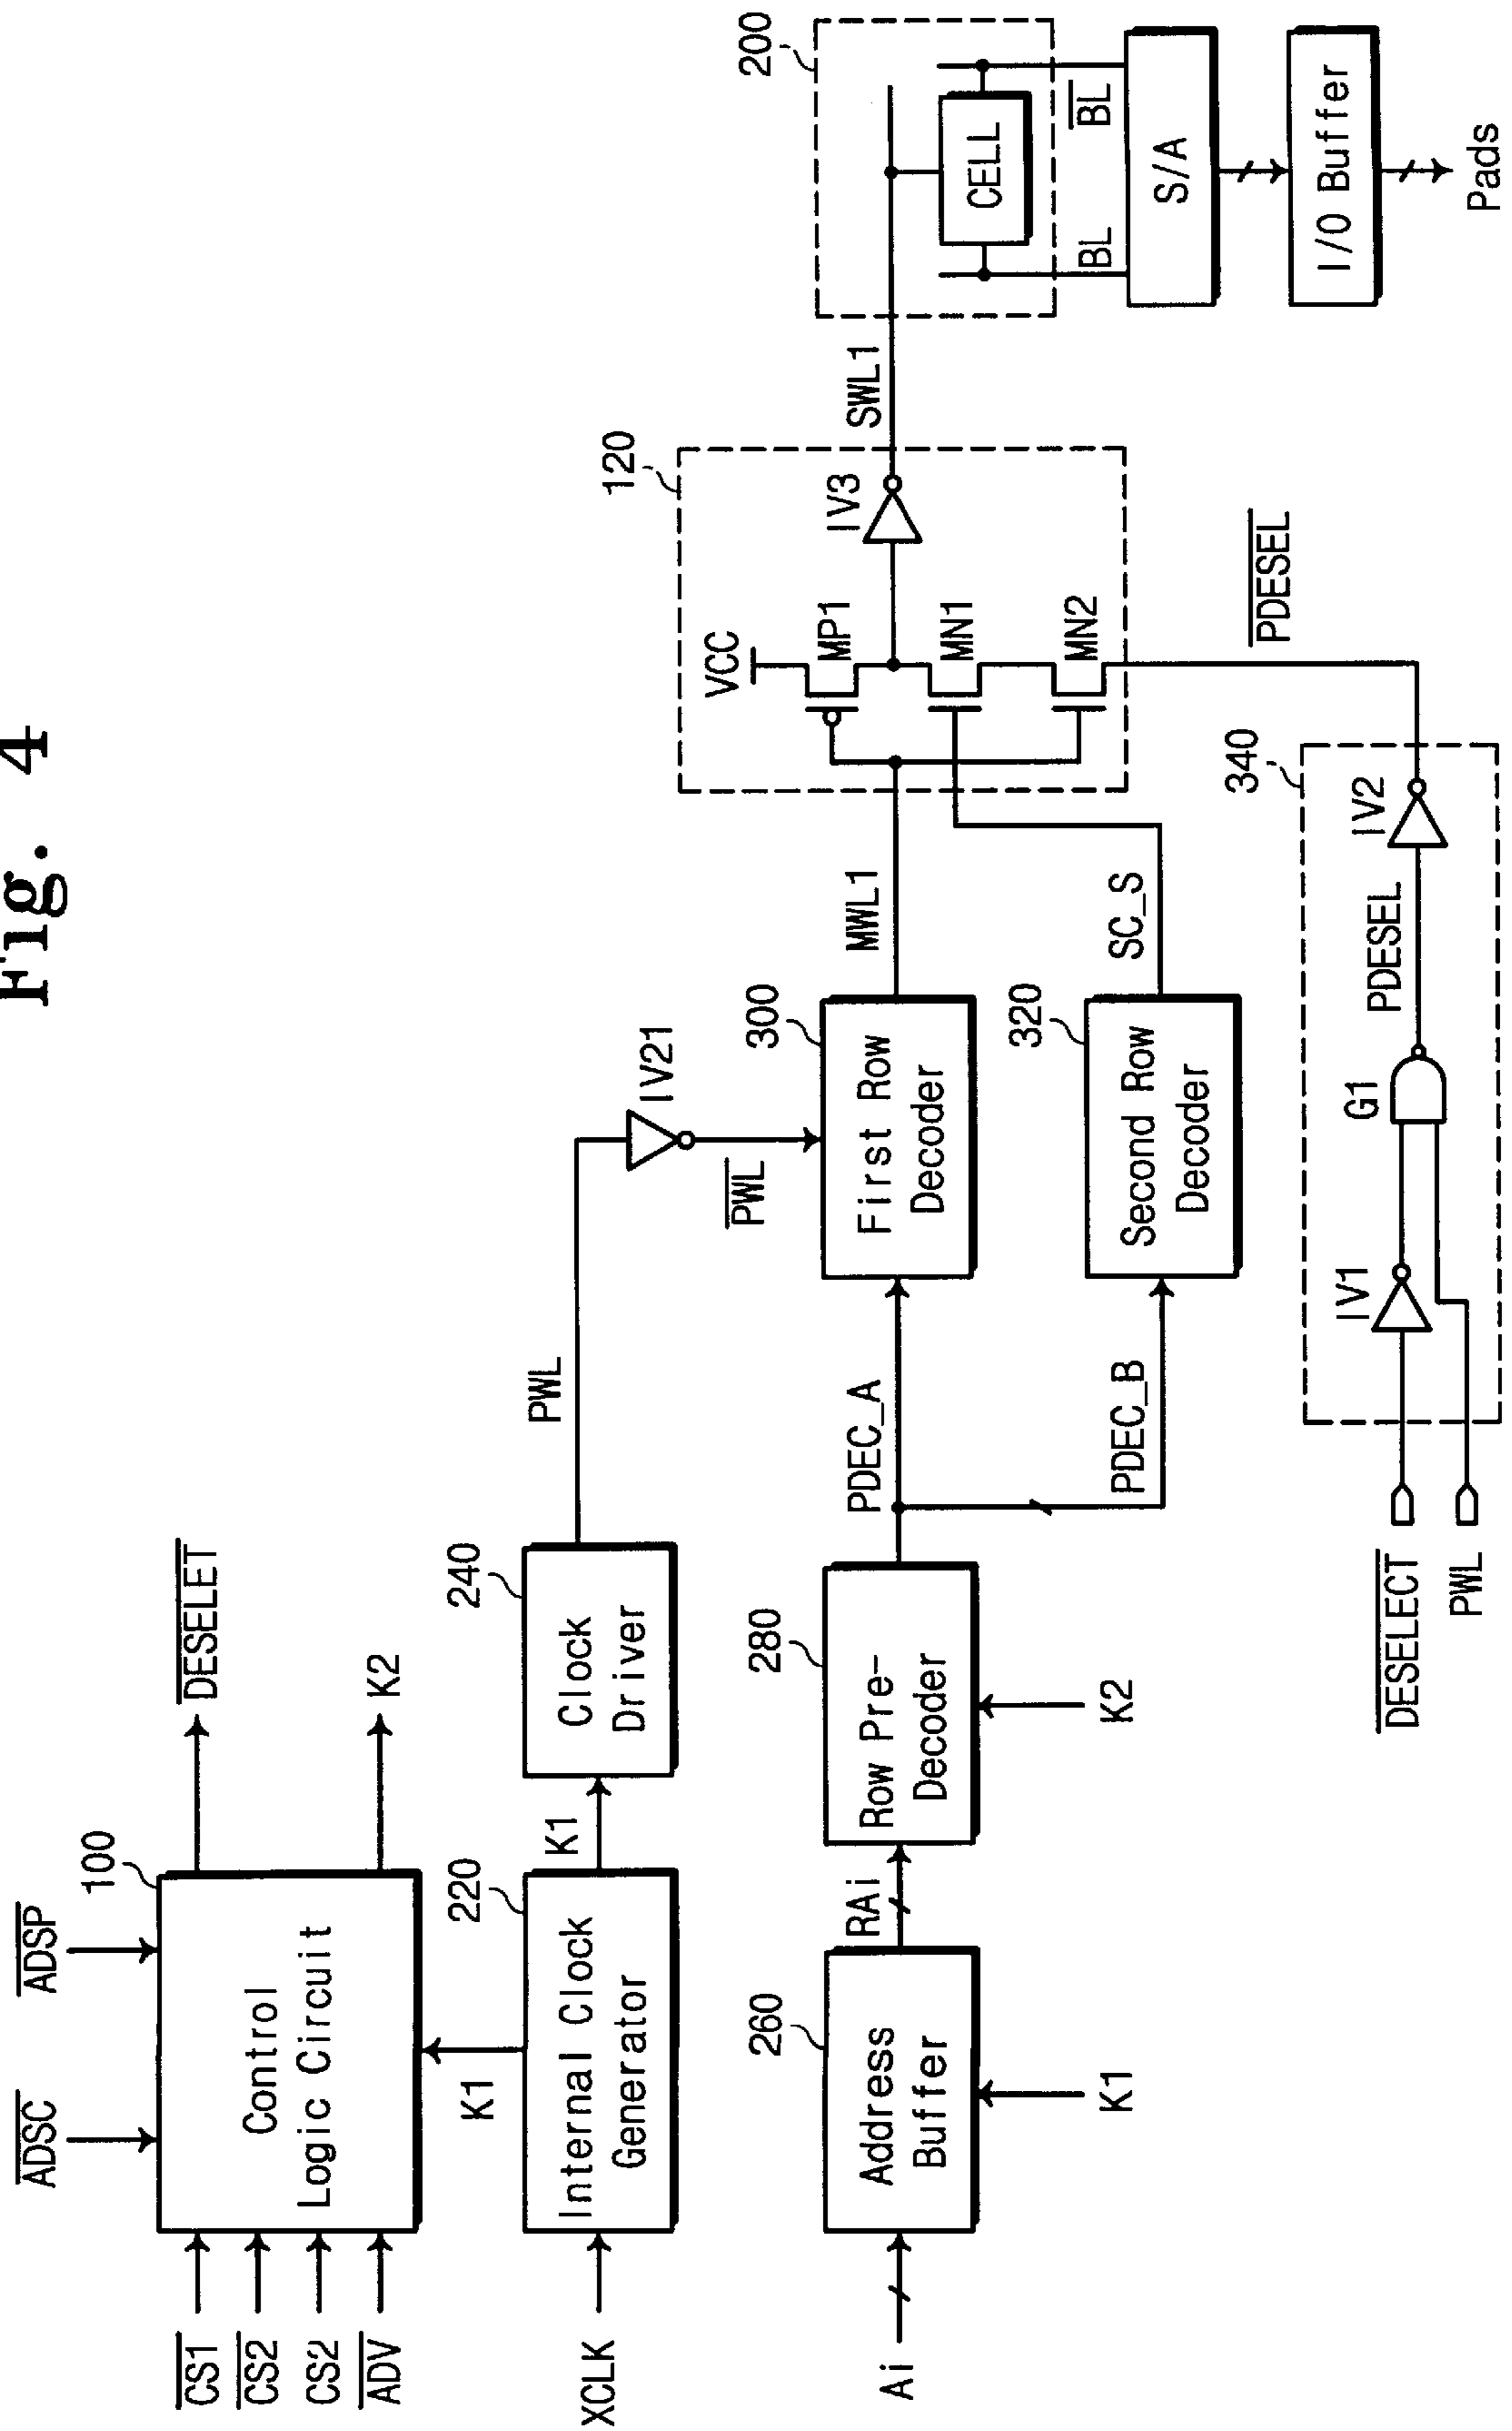 Fig. 4
ADSC
ADSP
CS1
CS2
CS2
ADV
100
Control
Logic Circuit
DESELET
K2
K1
XCLK
220
Internal Clock
Generator
K1
240
Clock
Driver
PWL
IV21
PWL
Ai
260
Address
Buffer
K1
RAi
280
Row Pre-
Decoder
K2
PDEC_A
PDEC_B
300
First Row
Decoder
320
Second Row
Decoder
MWL1
SC_S
120
VCC
MP1
MN1
MN2
IV3
SWL1
200
CELL
BL
BL
S/A
I/O Buffer
Pads
DESELECT
PWL
340
IV1
G1
PDESEL
IV2
PDESEL